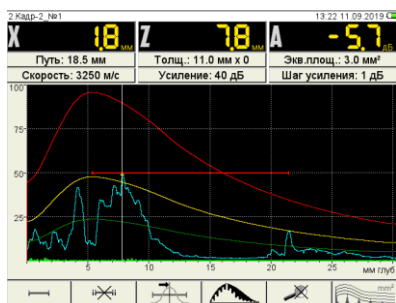 2.Кадр-2_№1 13:22 11.09.2019
X 1,8 мм Z 7,8 мм A -5,7 дБ
Путь: 18.5 мм Толщ.: 11.0 мм x 0 Экв.площ.: 3.0 мм²
Скорость: 3250 м/с Усиление: 40 дБ Шаг усиления: 1 дБ
100
75
50
25
5 10 15 20 25 мм глуб
mm²